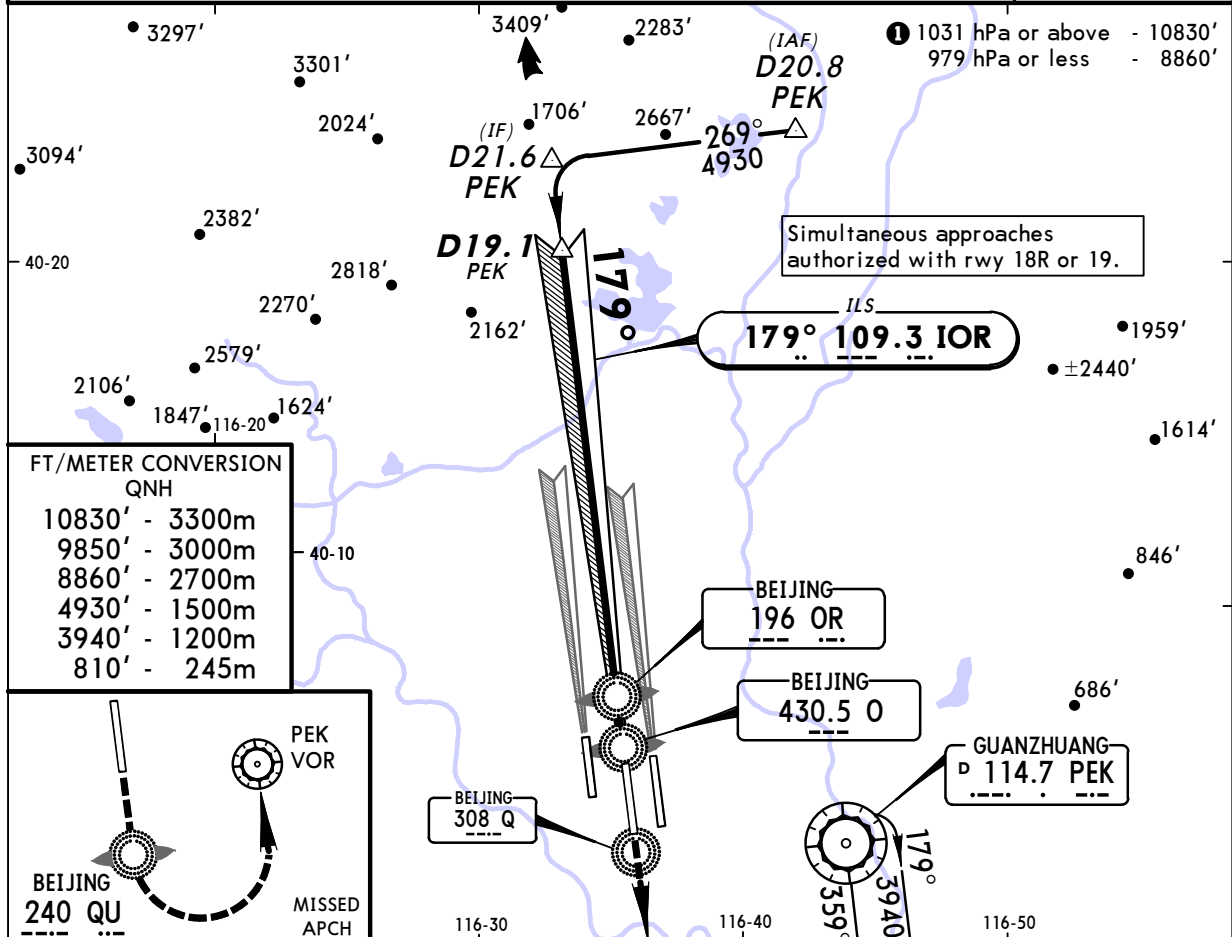 3297′
3409′
2283′
❶ 1031 hPa or above - 10830′
979 hPa or less - 8860′
3301′
(IAF)
D20.8
PEK
2024′
1706′
2667′
269°
4930
(IF)
D21.6
PEK
3094′
2382′
D19.1
PEK
179°
Simultaneous approaches
authorized with rwy 18R or 19.
40-20
2818′
2270′
2162′
ILS
179° 109.3 IOR
1959′
±2440′
2579′
2106′
1847′
1624′
116-20
1614′
FT/METER CONVERSION
QNH
10830′ - 3300m
9850′ - 3000m
8860′ - 2700m
4930′ - 1500m
3940′ - 1200m
810′ - 245m
40-10
846′
BEIJING
196 OR
BEIJING
430.5 O
686′
GUANZHUANG
D 114.7 PEK
BEIJING
308 Q
PEK
VOR
BEIJING
240 QU
MISSED
APCH
179°
3940
359°
116-30
116-40
116-50